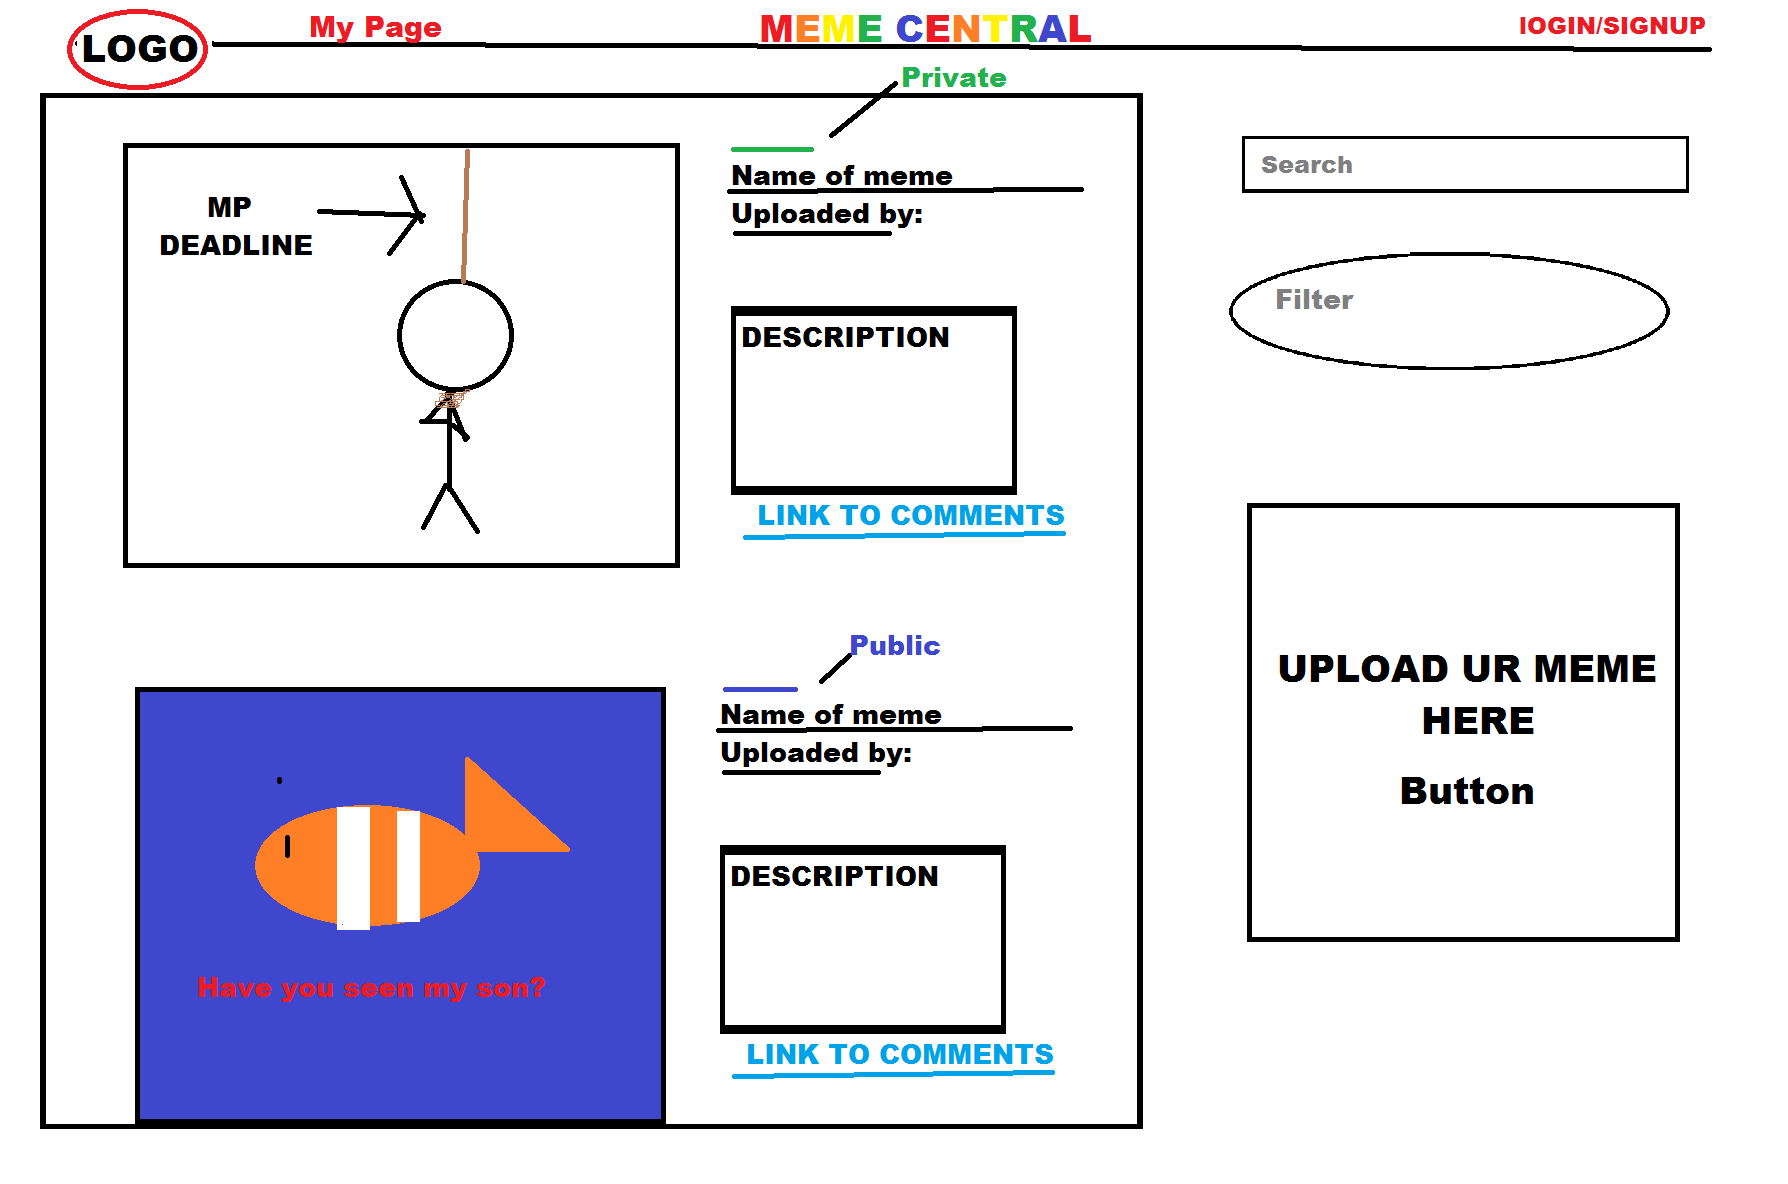 LOGO
My Page
MEME CENTRAL
lOGIN/SIGNUP
Private
MP
DEADLINE
Name of meme
Uploaded by:
DESCRIPTION
LINK TO COMMENTS
Search
Filter
Public
Name of meme
Uploaded by:
DESCRIPTION
LINK TO COMMENTS
Have you seen my son?
UPLOAD UR MEME
HERE
Button